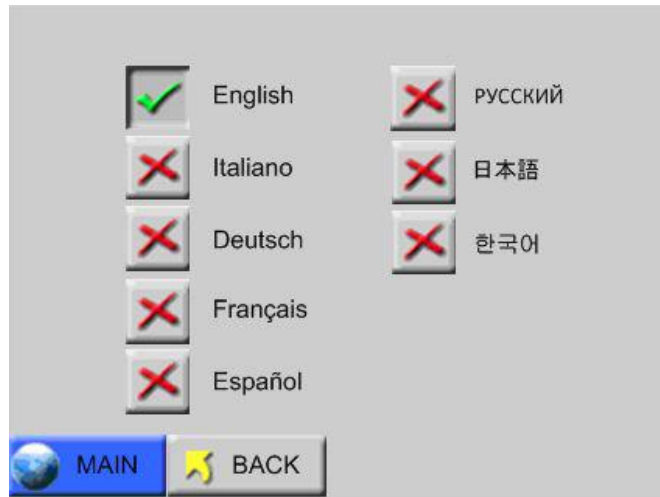 English
Italiano
Deutsch
Français
Español
РУССКИЙ
日本語
한국어
MAIN
BACK